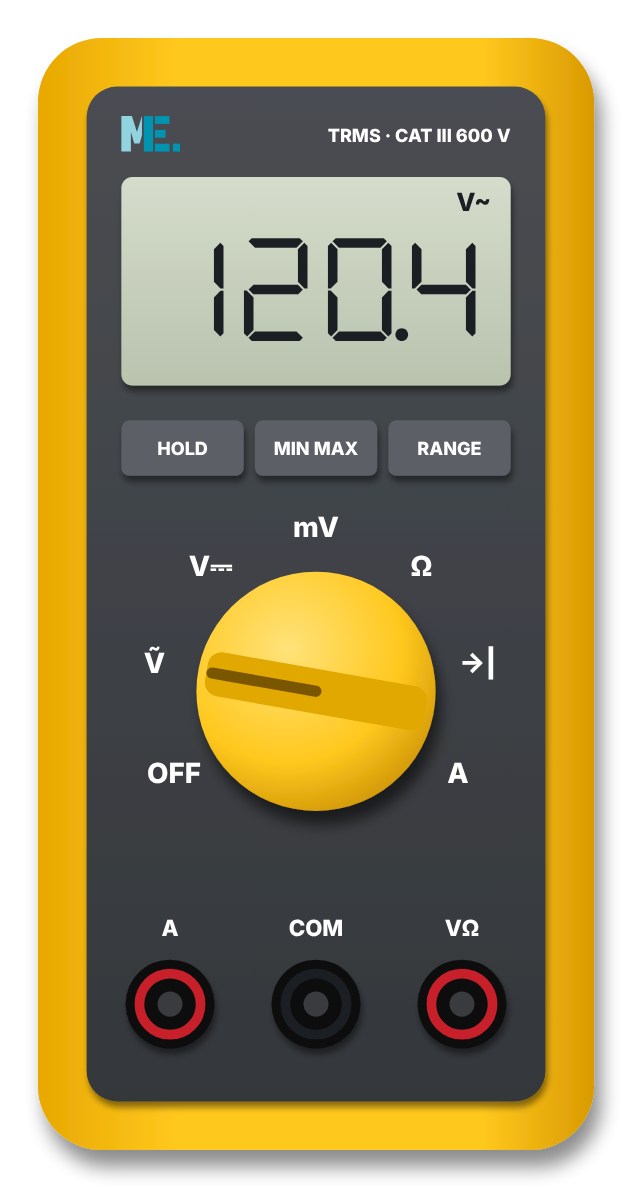 ME.
TRMS · CAT III 600 V
V~
120.4
HOLD MIN MAX RANGE
mV
V⎓ Ω
Ṽ
OFF A
A COM VΩ